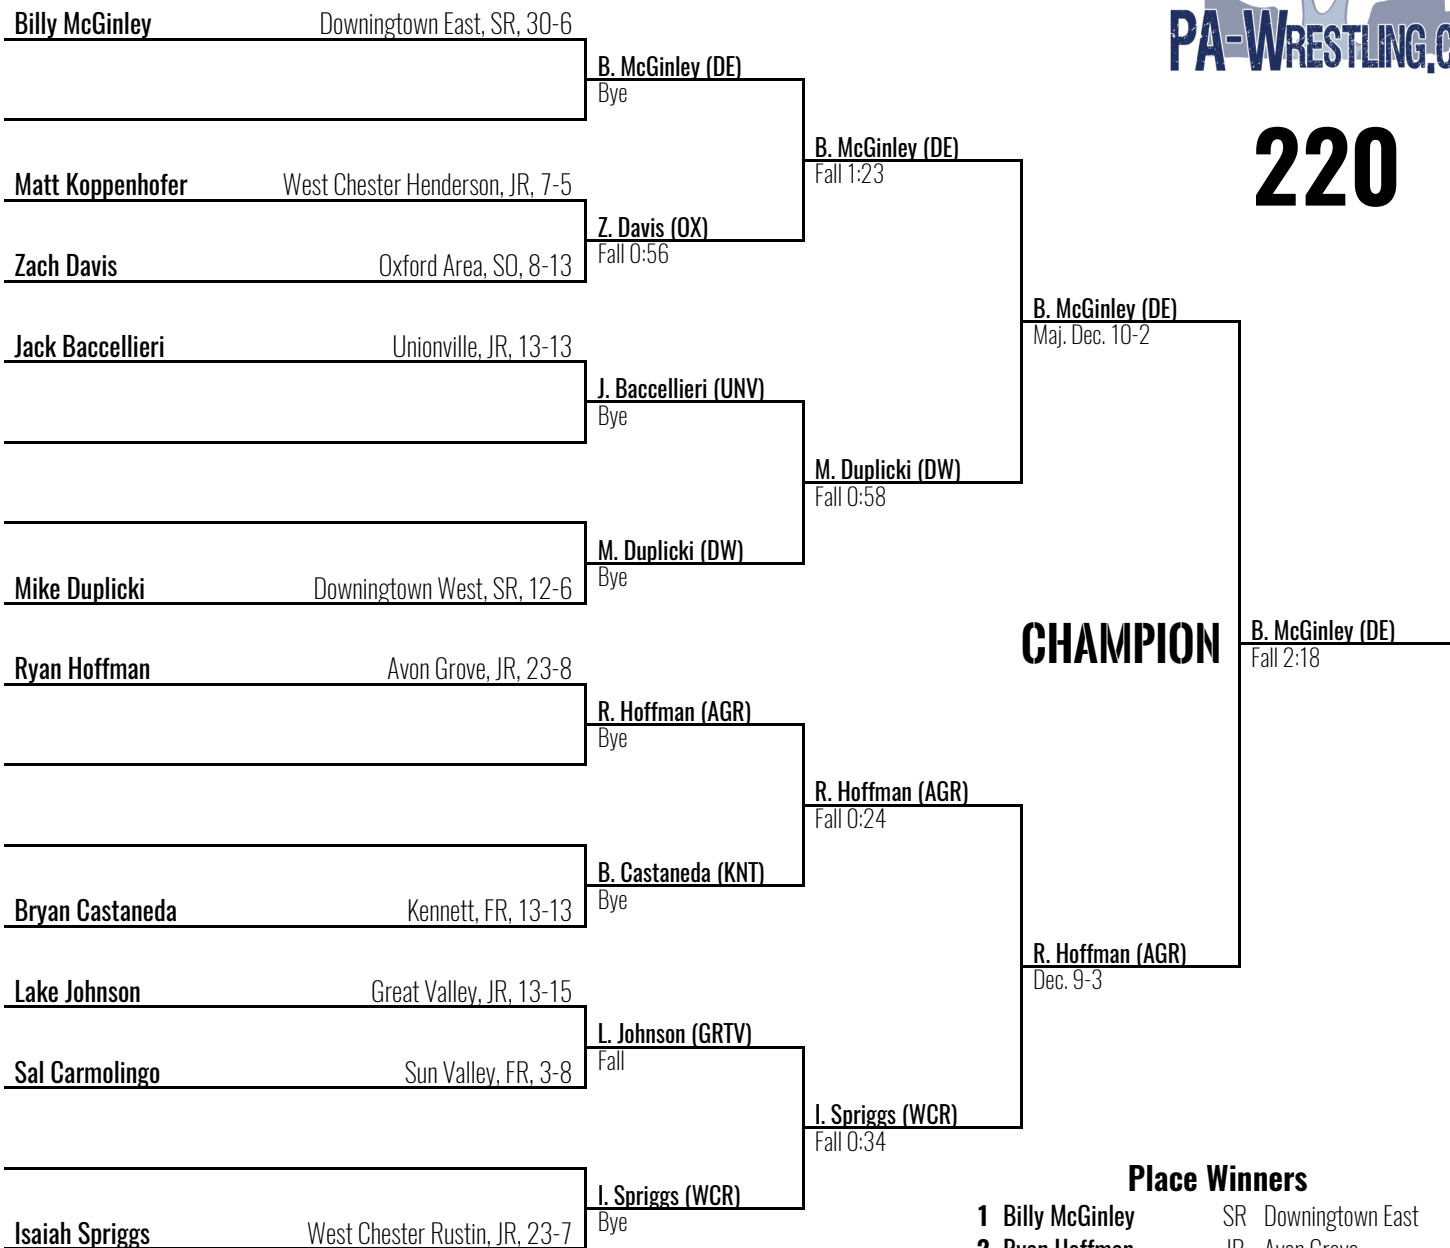 Billy McGinley Downingtown East, SR, 30-6
B. McGinley (DE)
Bye
PA-WRESTLING.C
B. McGinley (DE)
Fall 1:23
220
Matt Koppenhofer West Chester Henderson, JR, 7-5
Z. Davis (OX)
Fall 0:56
Zach Davis Oxford Area, SO, 8-13
B. McGinley (DE)
Maj. Dec. 10-2
Jack Baccellieri Unionville, JR, 13-13
J. Baccellieri (UNV)
Bye
M. Duplicki (DW)
Fall 0:58
M. Duplicki (DW)
Bye
Mike Duplicki Downingtown West, SR, 12-6
CHAMPION
B. McGinley (DE)
Fall 2:18
Ryan Hoffman Avon Grove, JR, 23-8
R. Hoffman (AGR)
Bye
R. Hoffman (AGR)
Fall 0:24
B. Castaneda (KNT)
Bye
Bryan Castaneda Kennett, FR, 13-13
R. Hoffman (AGR)
Dec. 9-3
Lake Johnson Great Valley, JR, 13-15
L. Johnson (GRTV)
Fall
Sal Carmolingo Sun Valley, FR, 3-8
I. Spriggs (WCR)
Fall 0:34
I. Spriggs (WCR)
Bye
Isaiah Spriggs West Chester Rustin, JR, 23-7
Place Winners
1 Billy McGinley SR Downingtown East
2 Ryan Hoffman JR Avon Grove